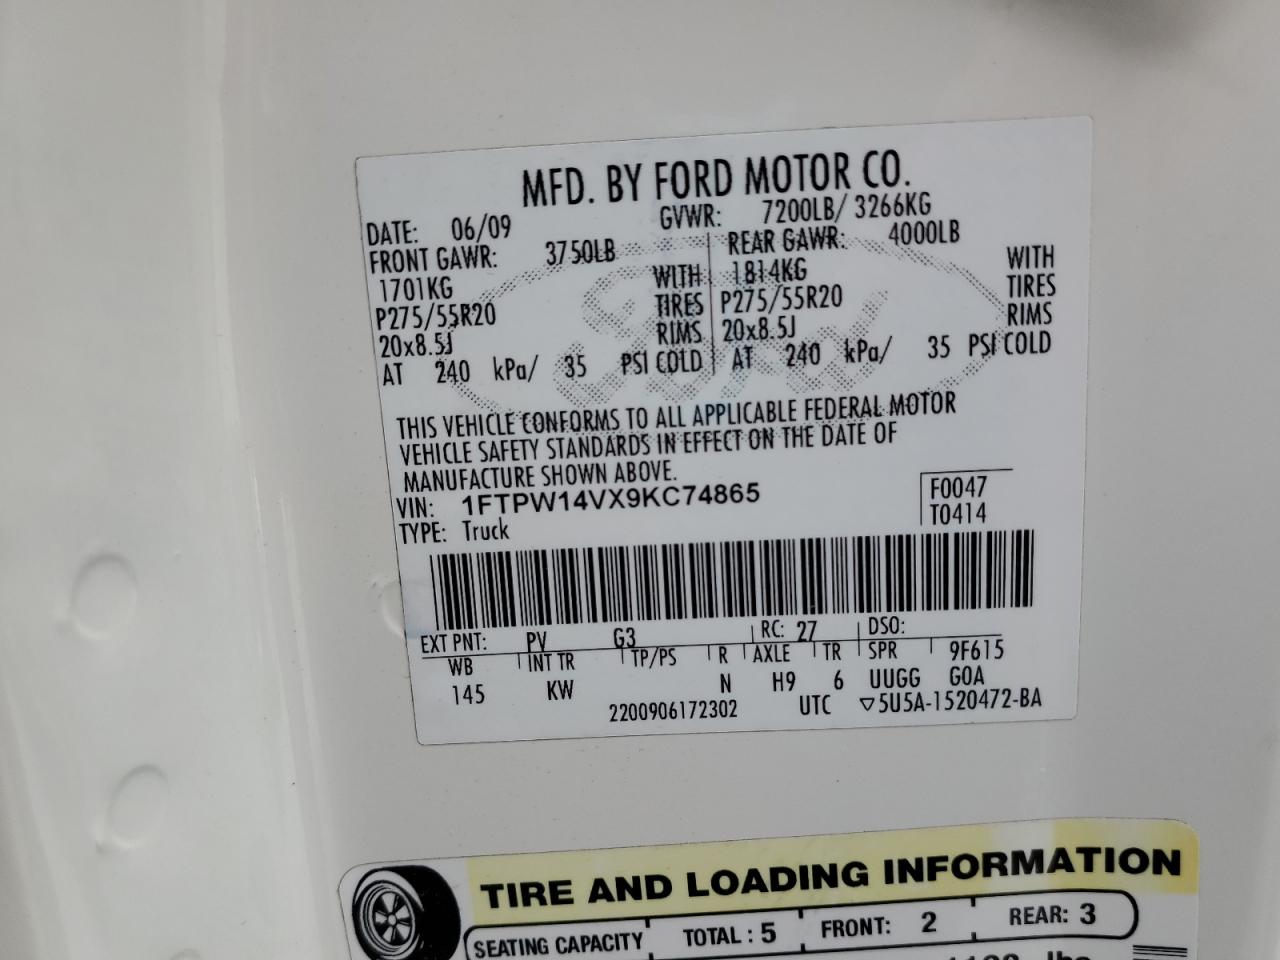 MFD. BY FORD MOTOR CO.
DATE: 06/09 GVWR: 7200LB/ 3266KG
FRONT GAWR: 3750LB REAR GAWR: 4000LB
1701KG WITH 1814KG WITH
P275/55R20 TIRES P275/55R20 TIRES
20x8.5J RIMS 20x8.5J RIMS
AT 240 kPa/ 35 PSI COLD AT 240 kPa/ 35 PSI COLD
THIS VEHICLE CONFORMS TO ALL APPLICABLE FEDERAL MOTOR
VEHICLE SAFETY STANDARDS IN EFFECT ON THE DATE OF
MANUFACTURE SHOWN ABOVE.
VIN: 1FTPW14VX9KC74865 F0047
TYPE: Truck T0414
EXT PNT: PV G3 RC: 27 DSO:
WB INT TR TP/PS R AXLE TR SPR 9F615
145 KW N H9 6 UUGG GOA
2200906172302 UTC ▽5U5A-1520472-BA
TIRE AND LOADING INFORMATION
SEATING CAPACITY TOTAL : 5 FRONT: 2 REAR: 3